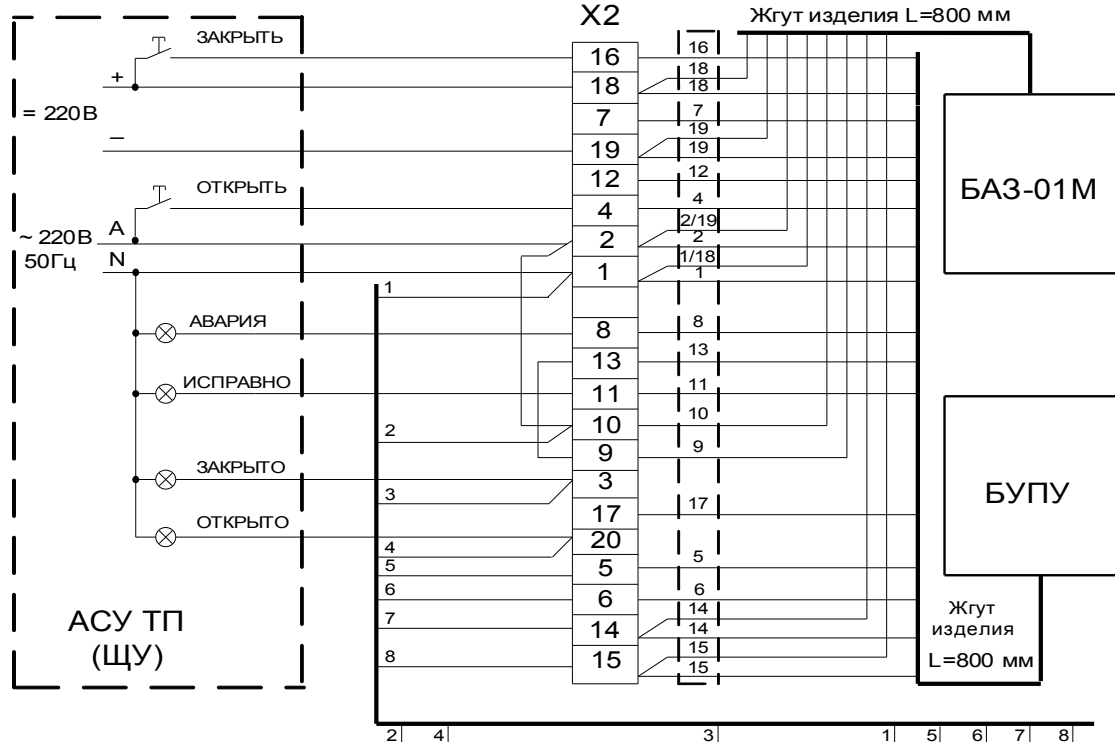 X2
Жгут изделия L=800 мм
ЗАКРЫТЬ
+
= 220В
–
ОТКРЫТЬ
A
~ 220В
50Гц
N
АВАРИЯ
ИСПРАВНО
ЗАКРЫТО
ОТКРЫТО
АСУ ТП
(ЩУ)
1
2
3
4
5
6
7
8
16
18
7
19
12
4
2
1
8
13
11
10
9
3
17
20
5
6
14
15
16
18
18
7
19
19
12
4
2/19
2
1/18
1
8
13
11
10
9
17
5
6
14
14
15
15
БАЗ-01М
БУПУ
Жгут
изделия
L=800 мм
2 4 3 1 5 6 7 8